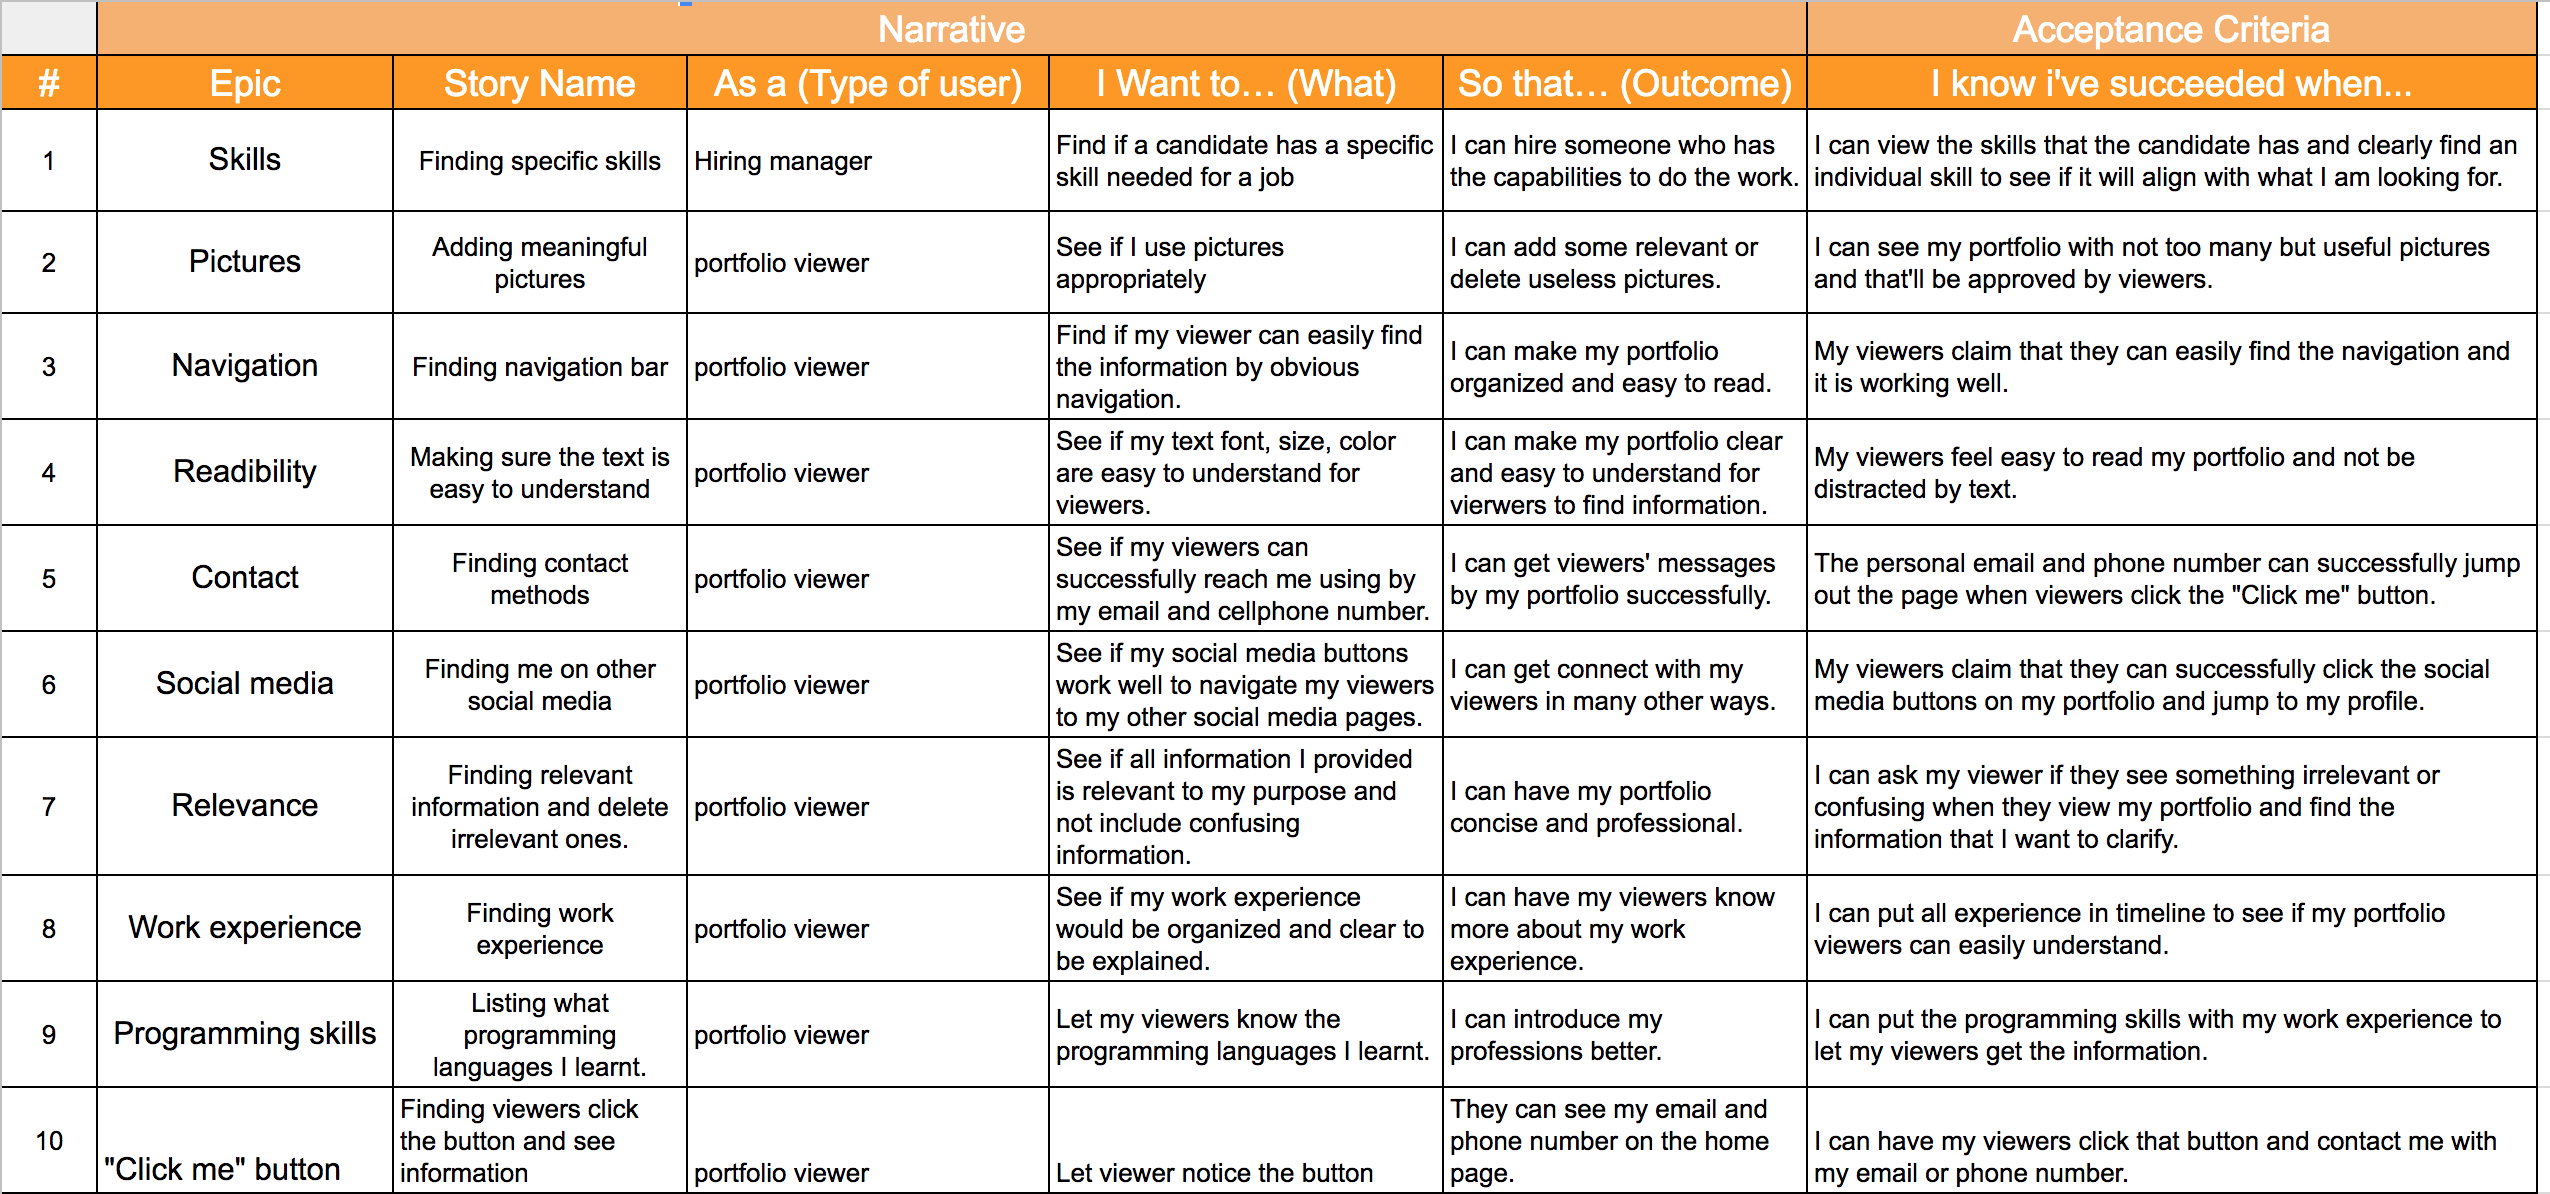 Narrative
Acceptance Criteria
#
Epic
Story Name
As a (Type of user)
I Want to... (What)
So that... (Outcome)
I know i've succeeded when...
1
Skills
Finding specific skills
Hiring manager
Find if a candidate has a specific
skill needed for a job
I can hire someone who has
the capabilities to do the work.
I can view the skills that the candidate has and clearly find an
individual skill to see if it will align with what I am looking for.
2
Pictures
Adding meaningful
pictures
portfolio viewer
See if I use pictures
appropriately
I can add some relevant or
delete useless pictures.
I can see my portfolio with not too many but useful pictures
and that'll be approved by viewers.
3
Navigation
Finding navigation bar
portfolio viewer
Find if my viewer can easily find
the information by obvious
navigation.
I can make my portfolio
organized and easy to read.
My viewers claim that they can easily find the navigation and
it is working well.
4
Readibility
Making sure the text is
easy to understand
portfolio viewer
See if my text font, size, color
are easy to understand for
viewers.
I can make my portfolio clear
and easy to understand for
vierwers to find information.
My viewers feel easy to read my portfolio and not be
distracted by text.
5
Contact
Finding contact
methods
portfolio viewer
See if my viewers can
successfully reach me using by
my email and cellphone number.
I can get viewers' messages
by my portfolio successfully.
The personal email and phone number can successfully jump
out the page when viewers click the "Click me" button.
6
Social media
Finding me on other
social media
portfolio viewer
See if my social media buttons
work well to navigate my viewers
to my other social media pages.
I can get connect with my
viewers in many other ways.
My viewers claim that they can successfully click the social
media buttons on my portfolio and jump to my profile.
7
Relevance
Finding relevant
information and delete
irrelevant ones.
portfolio viewer
See if all information I provided
is relevant to my purpose and
not include confusing
information.
I can have my portfolio
concise and professional.
I can ask my viewer if they see something irrelevant or
confusing when they view my portfolio and find the
information that I want to clarify.
8
Work experience
Finding work
experience
portfolio viewer
See if my work experience
would be organized and clear to
be explained.
I can have my viewers know
more about my work
experience.
I can put all experience in timeline to see if my portfolio
viewers can easily understand.
9
Programming skills
Listing what
programming
languages I learnt.
portfolio viewer
Let my viewers know the
programming languages I learnt.
I can introduce my
professions better.
I can put the programming skills with my work experience to
let my viewers get the information.
10
"Click me" button
Finding viewers click
the button and see
information
portfolio viewer
Let viewer notice the button
They can see my email and
phone number on the home
page.
I can have my viewers click that button and contact me with
my email or phone number.